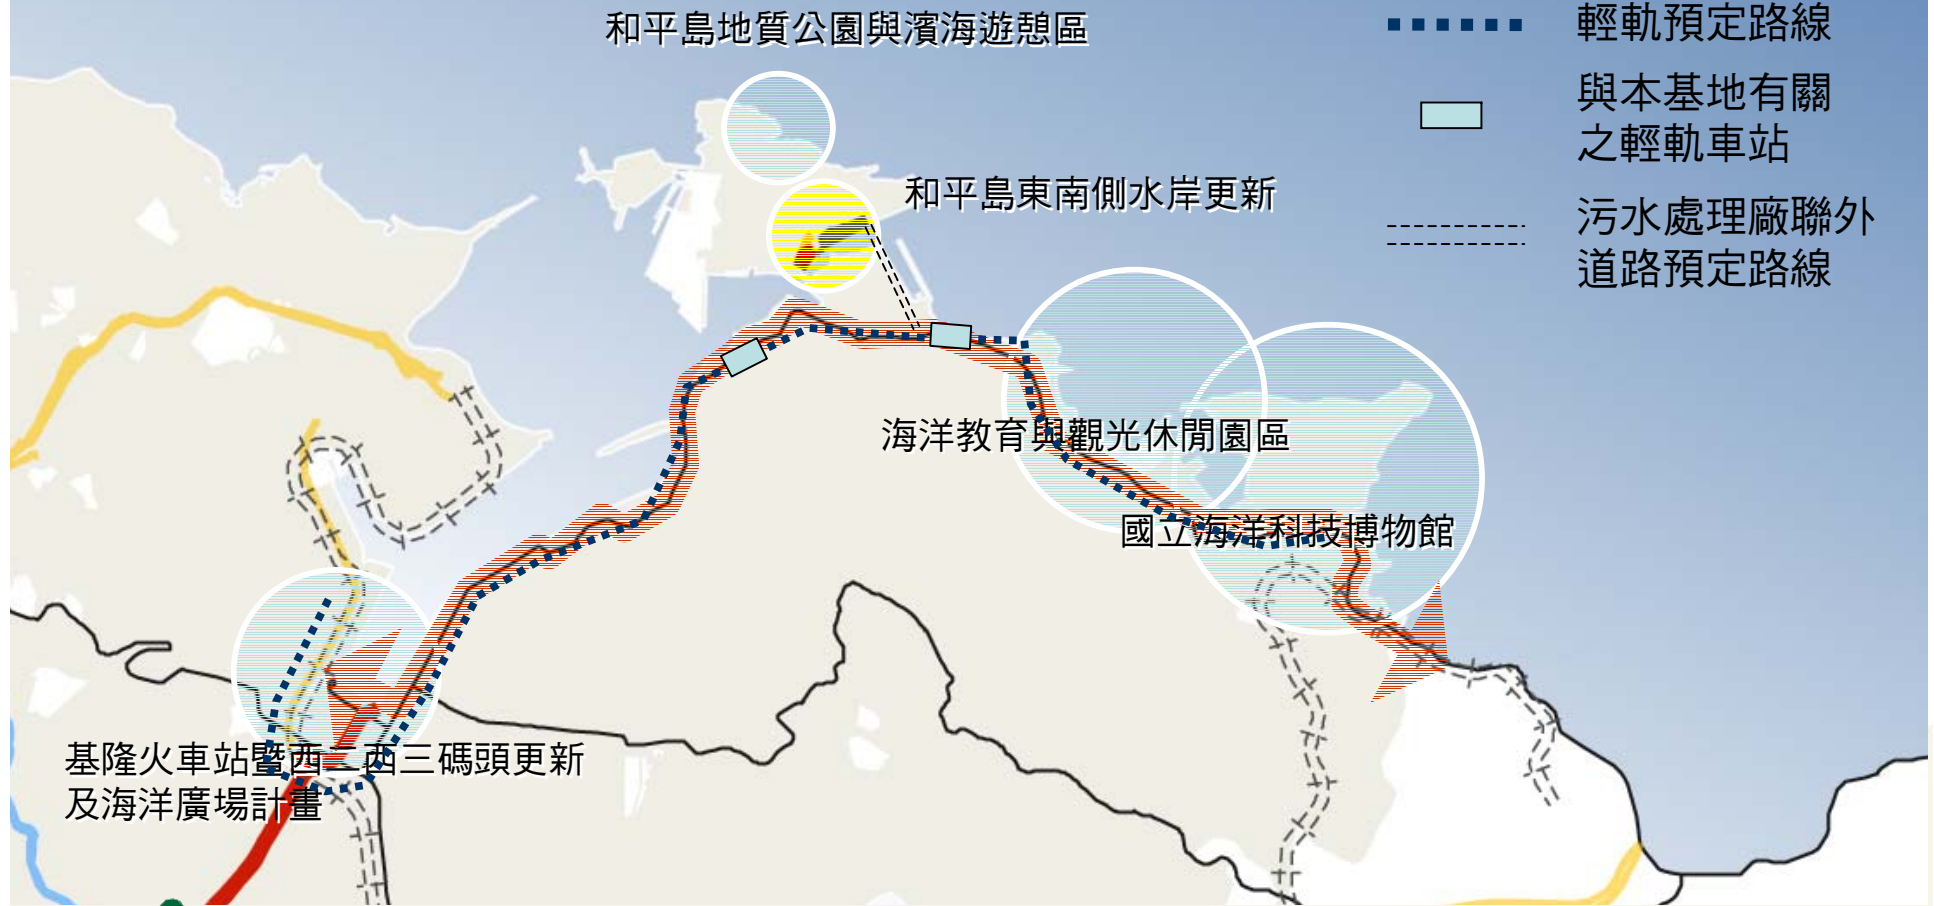 和平島地質公園與濱海遊憩區
輕軌預定路線
與本基地有關
之輕軌車站
和平島東南側水岸更新
污水處理廠聯外
道路預定路線
海洋教育與觀光休閒園區
國立海洋科技博物館
基隆火車站暨西二西三碼頭更新
及海洋廣場計畫